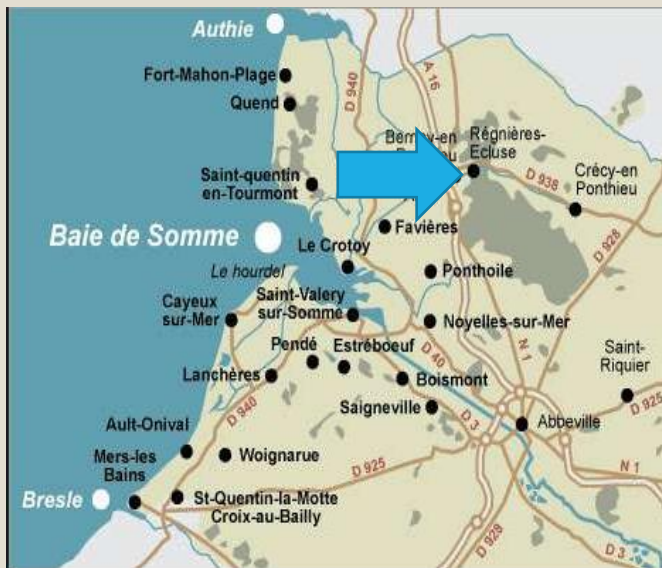 Authie
Fort-Mahon-Plage
Quend
D 940
A 16
Régnières-
Ecluse
D 938
Crécy-en
Ponthieu
Saint-quentin
en-Tourmont
D 928
Favières
Baie de Somme
Le Crotoy
Ponthoile
Le hourdel
Saint-Valery
sur-Somme
Cayeux
sur-Mer
Noyelles-sur-Mer
N 1
Pendé
Estréboeuf
D 40
Saint-
Riquier
Lanchères
Boismont
D 940
Saigneville
D 925
Ault-Onival
D 3
Abbeville
Mers-les
Bains
Woignarue
D 925
N 1
Bresle
St-Quentin-la-Motte
Croix-au-Bailly
D 928
D 3